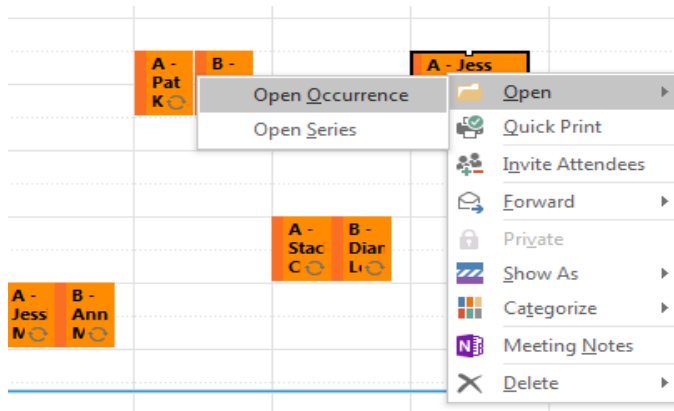 A -
Pat
K
B -
A - Jess
Open Occurrence
Open Series
Open
Quick Print
Invite Attendees
Forward
Private
Show As
Categorize
Meeting Notes
Delete
A -
Stac
C
B -
Diar
A -
Jess
M
B -
Ann
M